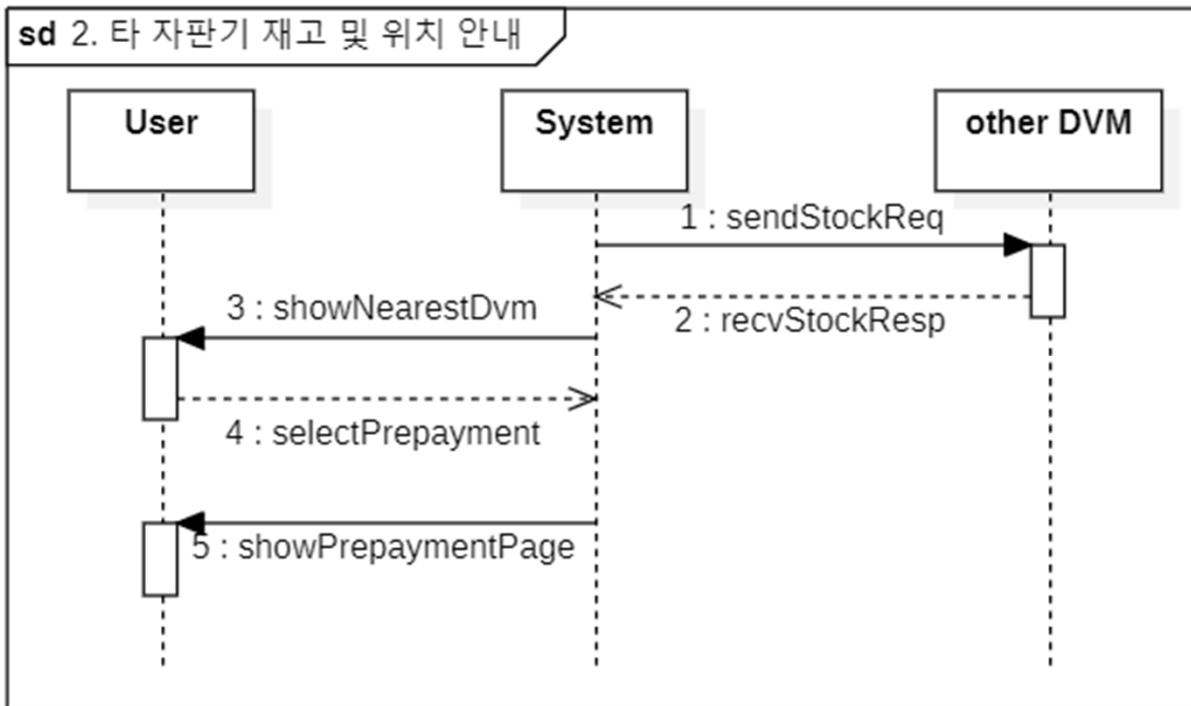 sd 2. 타 자판기 재고 및 위치 안내
User
System
other DVM
1 : sendStockReq
2 : recvStockResp
3 : showNearestDvm
4 : selectPrepayment
5 : showPrepaymentPage